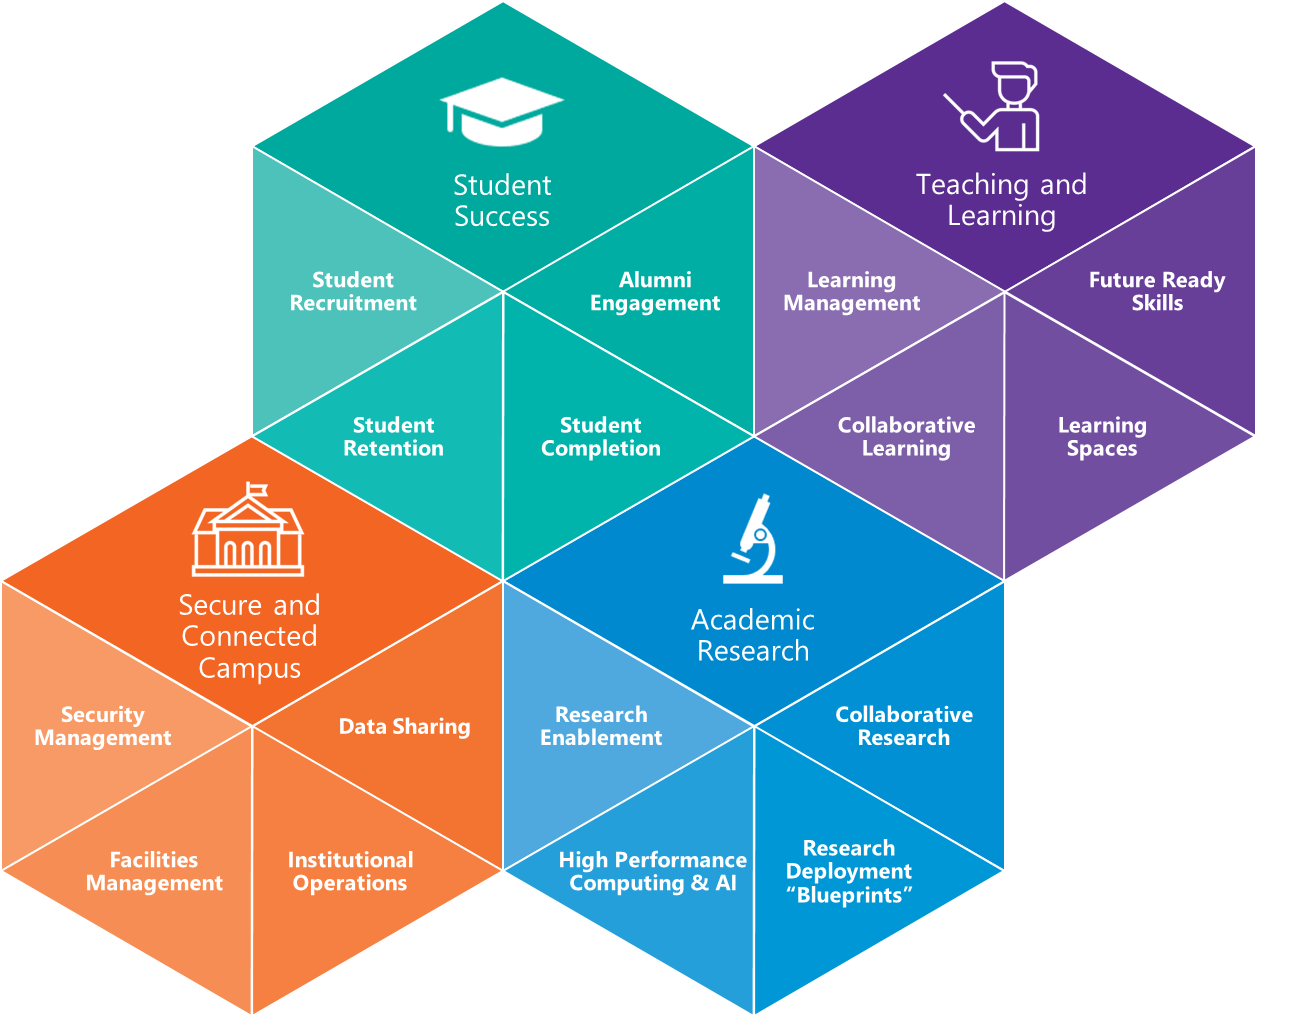 Student
Success
Student
Recruitment
Alumni
Engagement
Student
Retention
Student
Completion
Teaching and
Learning
Learning
Management
Future Ready
Skills
Collaborative
Learning
Learning
Spaces
Secure and
Connected
Campus
Security
Management
Data Sharing
Facilities
Management
Institutional
Operations
Academic
Research
Research
Enablement
Collaborative
Research
High Performance
Computing & AI
Research
Deployment
“Blueprints”